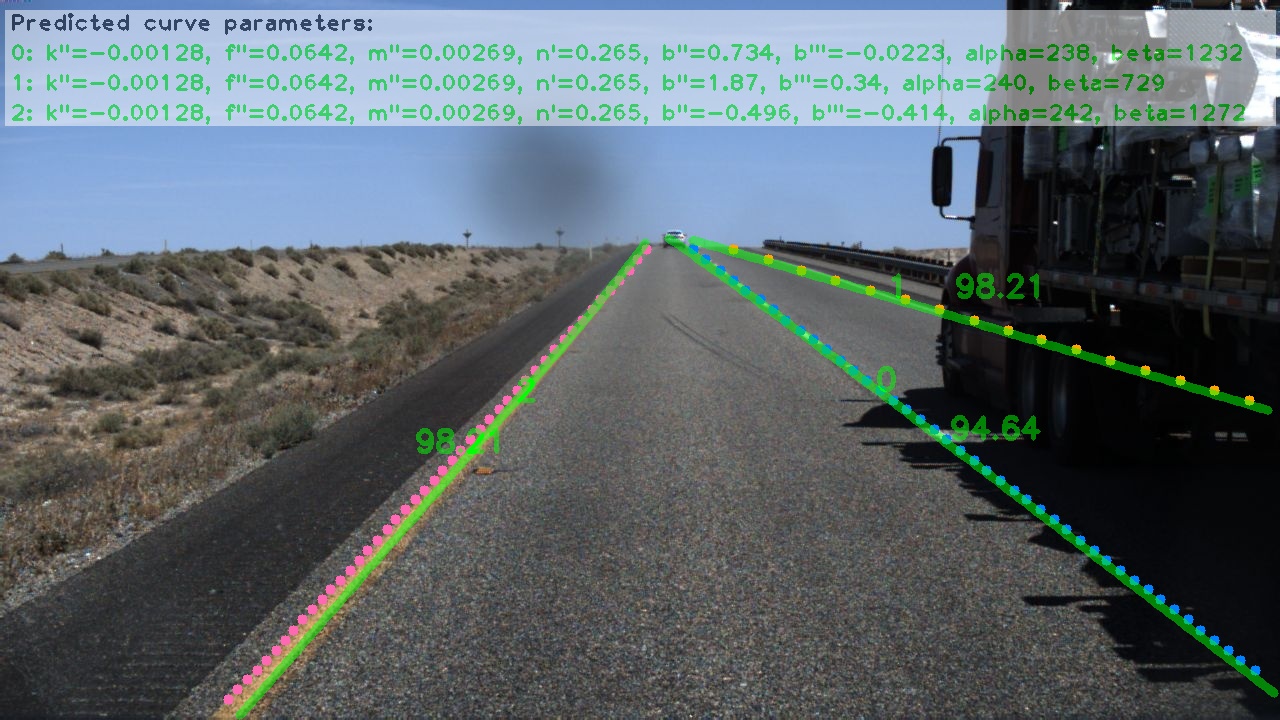 Predicted curve parameters:
0: k''=-0.00128, f''=0.0642, m''=0.00269, n'=0.265, b''=0.734, b'''=-0.0223, alpha=238, beta=1232
1: k''=-0.00128, f''=0.0642, m''=0.00269, n'=0.265, b''=1.87, b'''=0.34, alpha=240, beta=729
2: k''=-0.00128, f''=0.0642, m''=0.00269, n'=0.265, b''=-0.496, b'''=-0.414, alpha=242, beta=1272
1 98.21
0
94.64